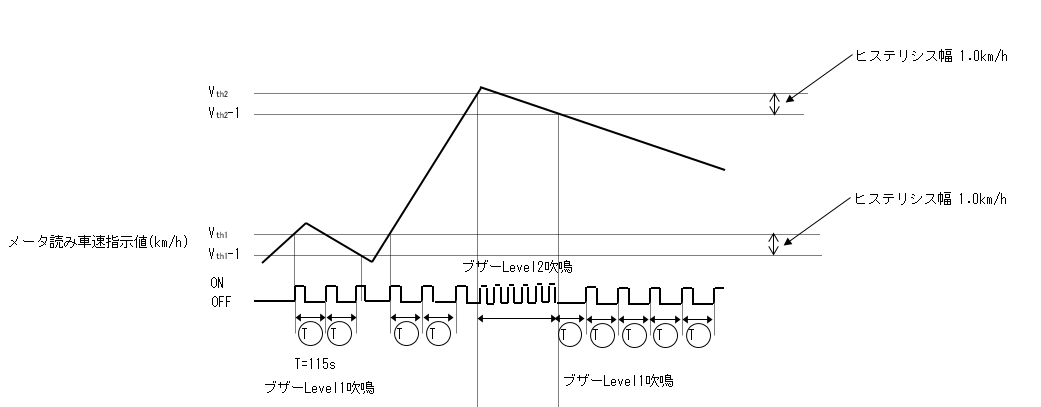 ヒステリシス幅 1.0km/h
Vth2
Vth2-1
ヒステリシス幅 1.0km/h
メータ読み車速指示値(km/h)
Vth1
Vth1-1
ブザーLevel2吹鳴
ON
OFF
T T T T T T T T T
T=115s
ブザーLevel1吹鳴
ブザーLevel1吹鳴